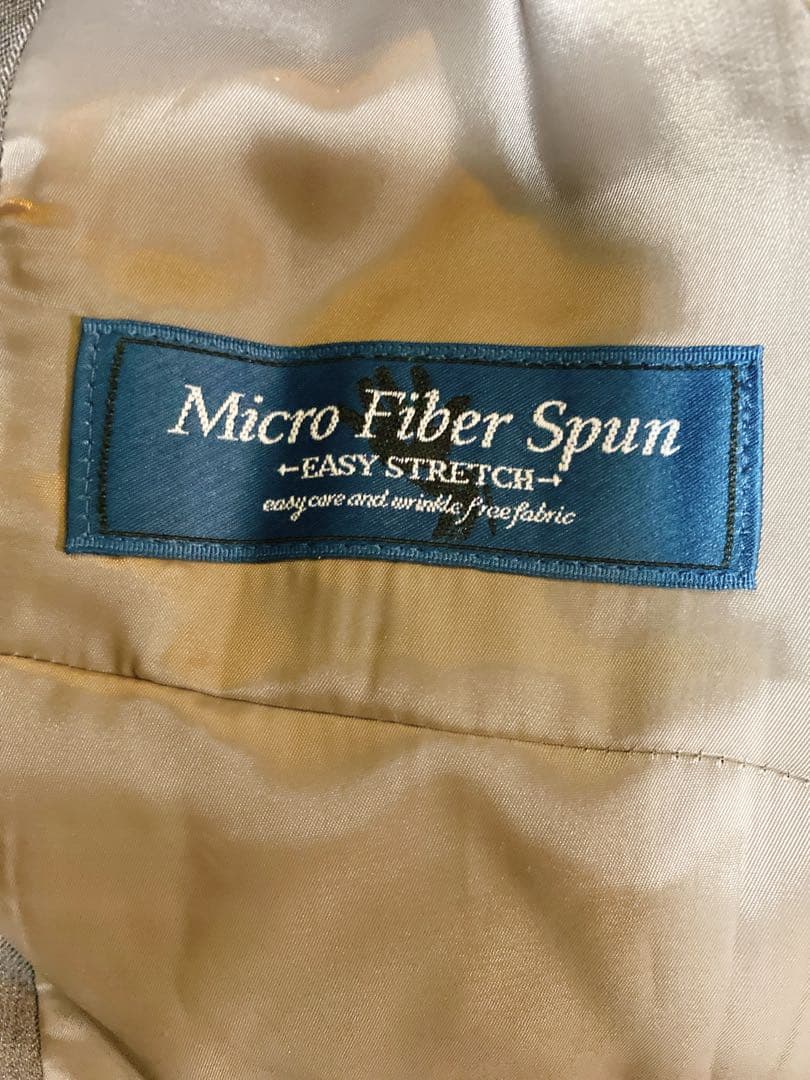 Micro Fiber Spun
←EASY STRETCH→
easy care and wrinkle free fabric